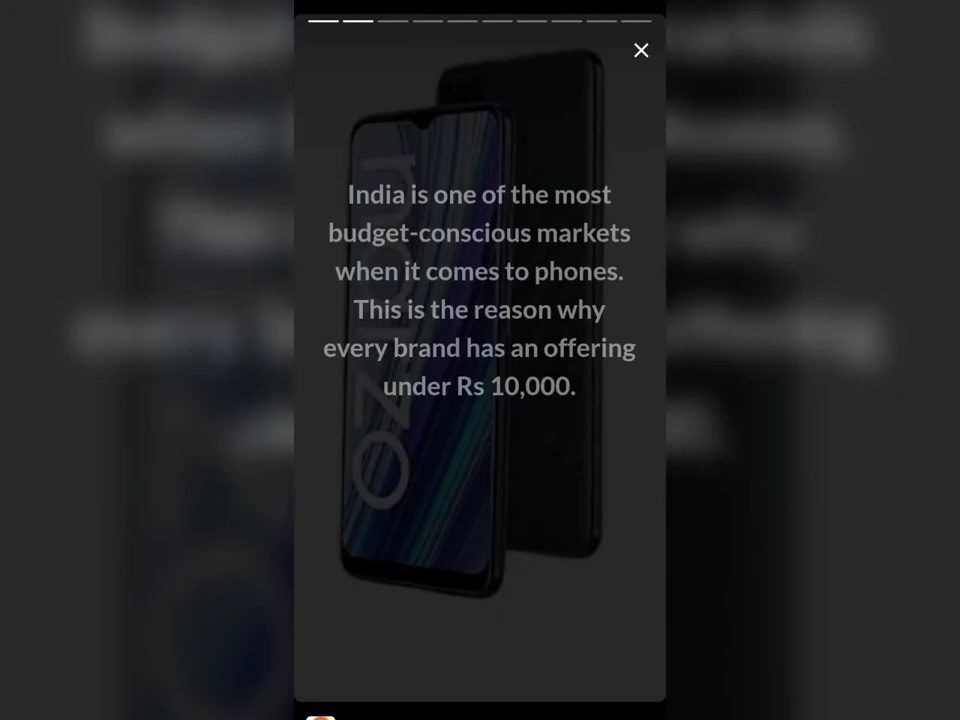 India is one of the most
budget-conscious markets
when it comes to phones.
This is the reason why
every brand has an offering
under Rs 10,000.